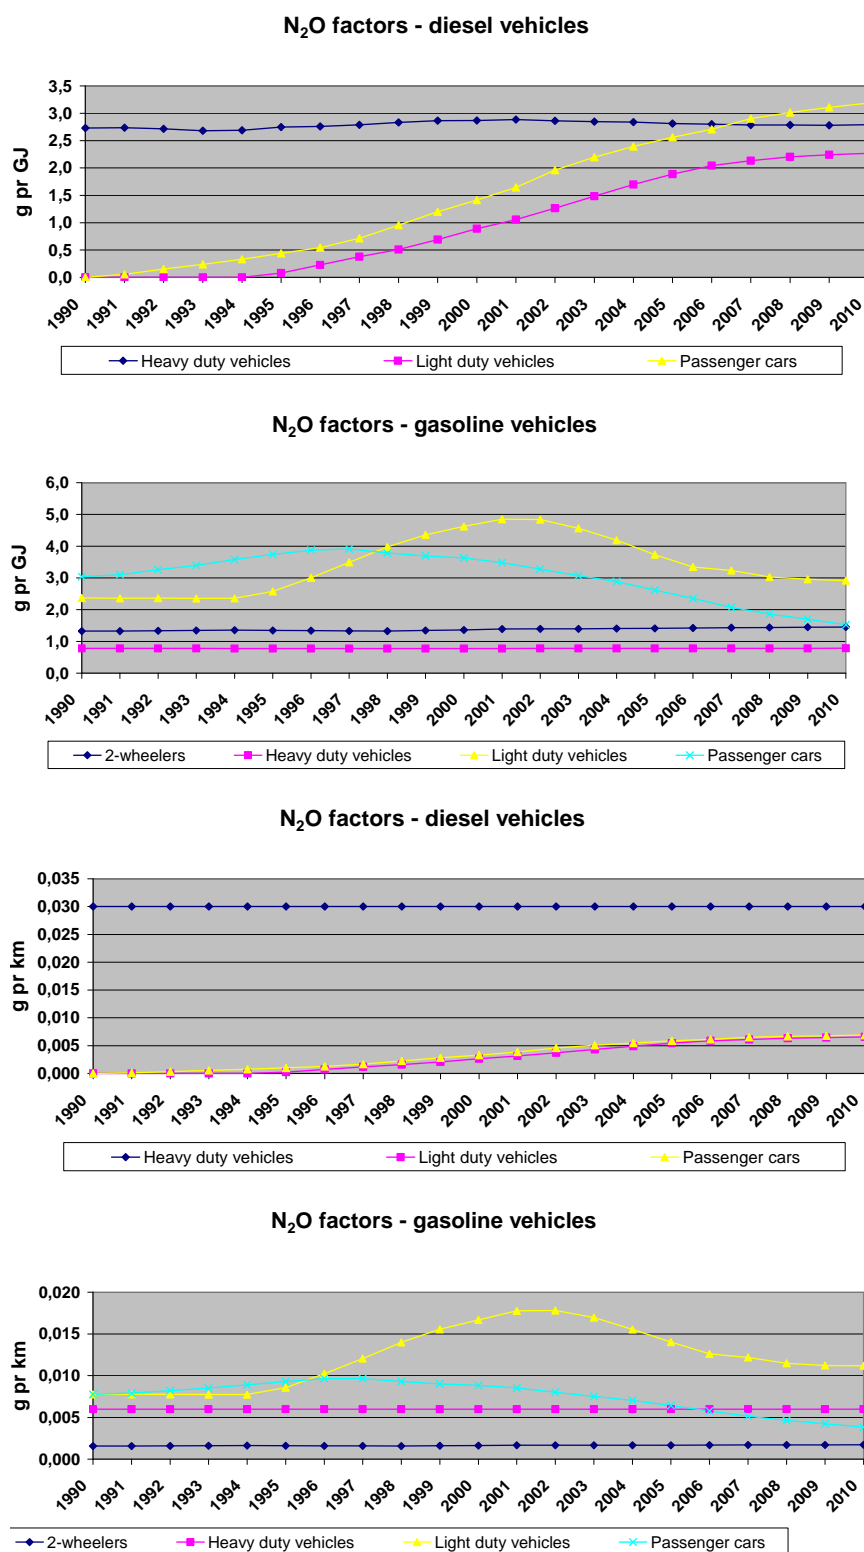 N₂O factors - diesel vehicles
g pr GJ
3,5
3,0
2,5
2,0
1,5
1,0
0,5
0,0
1990 1991 1992 1993 1994 1995 1996 1997 1998 1999 2000 2001 2002 2003 2004 2005 2006 2007 2008 2009 2010
Heavy duty vehicles Light duty vehicles Passenger cars
N₂O factors - gasoline vehicles
g pr GJ
6,0
5,0
4,0
3,0
2,0
1,0
0,0
1990 1991 1992 1993 1994 1995 1996 1997 1998 1999 2000 2001 2002 2003 2004 2005 2006 2007 2008 2009 2010
2-wheelers Heavy duty vehicles Light duty vehicles Passenger cars
N₂O factors - diesel vehicles
g pr km
0,035
0,030
0,025
0,020
0,015
0,010
0,005
0,000
1990 1991 1992 1993 1994 1995 1996 1997 1998 1999 2000 2001 2002 2003 2004 2005 2006 2007 2008 2009 2010
Heavy duty vehicles Light duty vehicles Passenger cars
N₂O factors - gasoline vehicles
g pr km
0,020
0,015
0,010
0,005
0,000
1990 1991 1992 1993 1994 1995 1996 1997 1998 1999 2000 2001 2002 2003 2004 2005 2006 2007 2008 2009 2010
2-wheelers Heavy duty vehicles Light duty vehicles Passenger cars